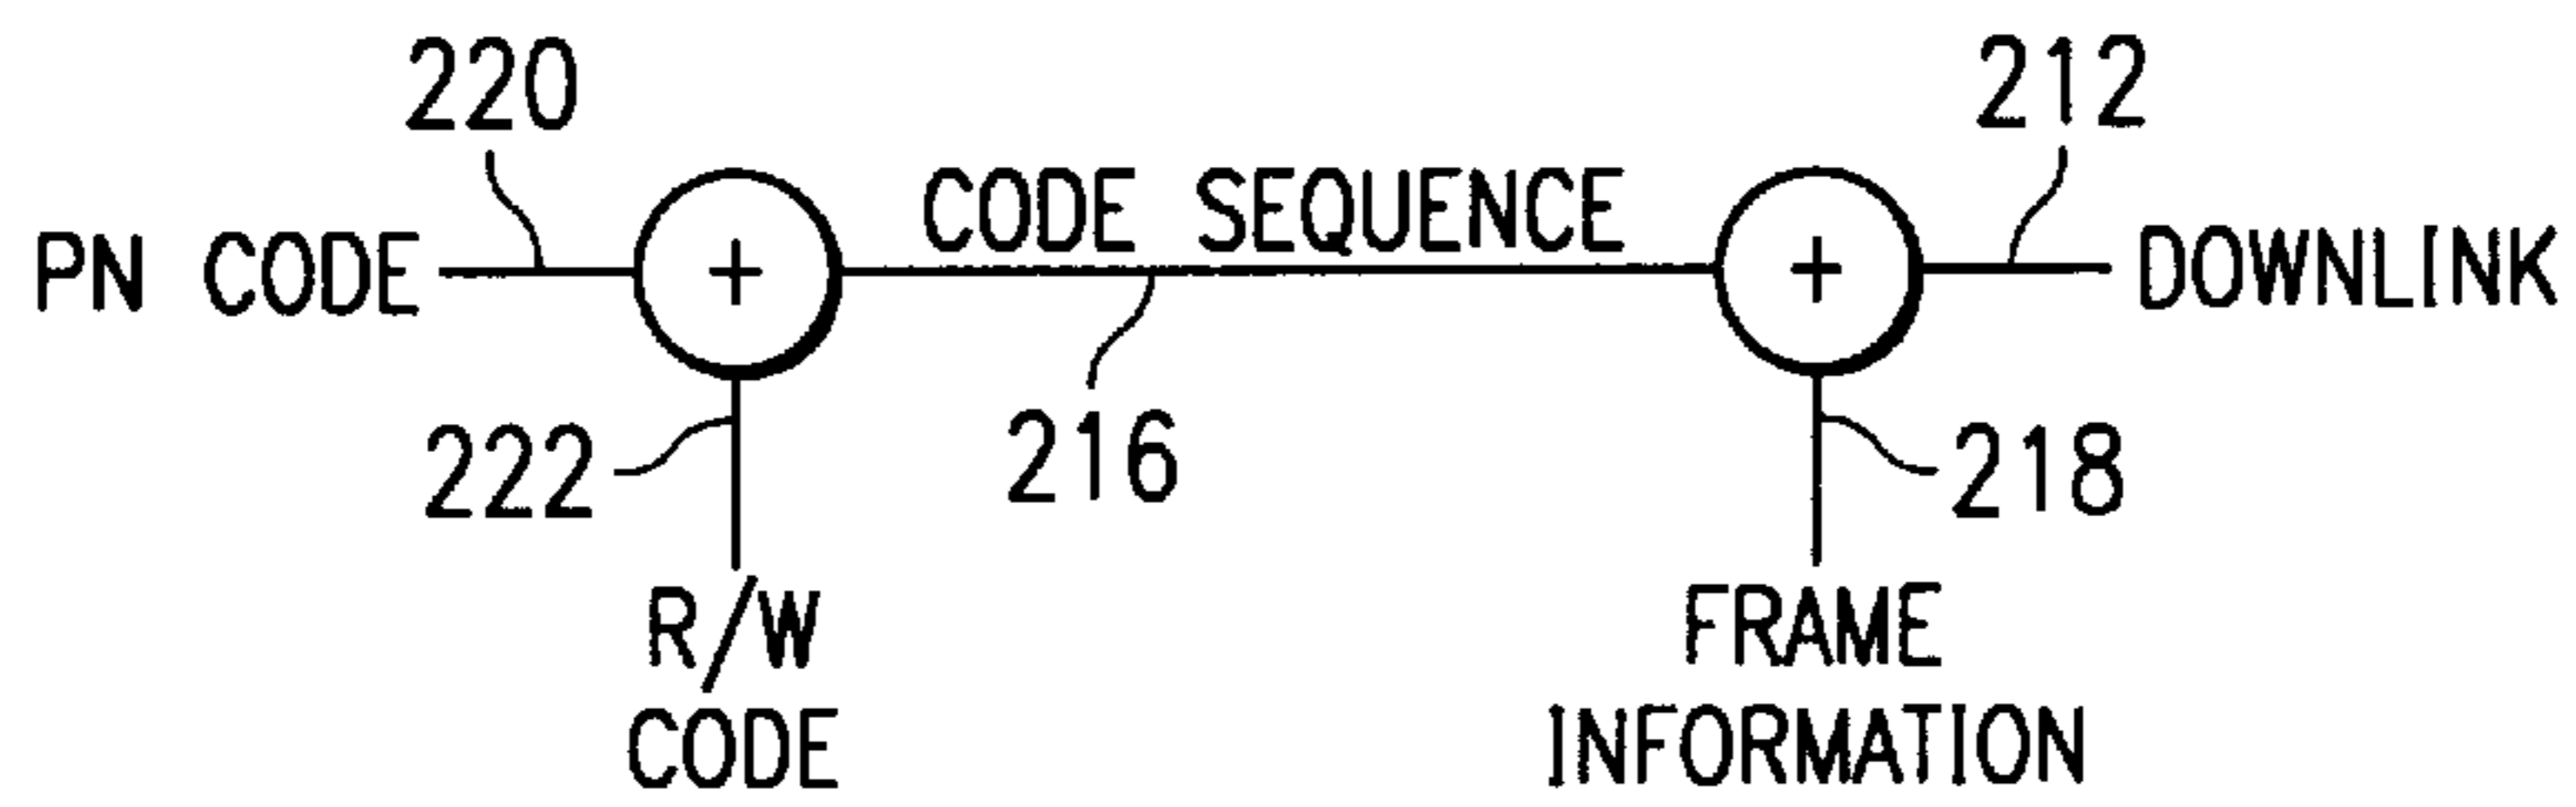 220
212
CODE SEQUENCE
PN CODE
+
+
DOWNLINK
222
216
218
R/W
CODE
FRAME
INFORMATION